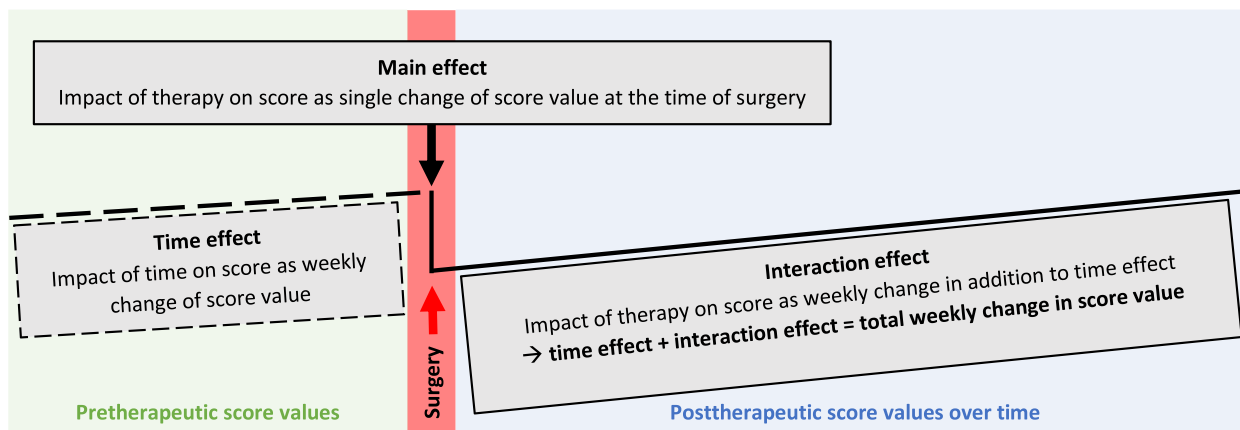 Main effect
Impact of therapy on score as single change of score value at the time of surgery
Time effect
Impact of time on score as weekly
change of score value
Interaction effect
Impact of therapy on score as weekly change in addition to time effect
→ time effect + interaction effect = total weekly change in score value
Surgery
Pretherapeutic score values
Posttherapeutic score values over time